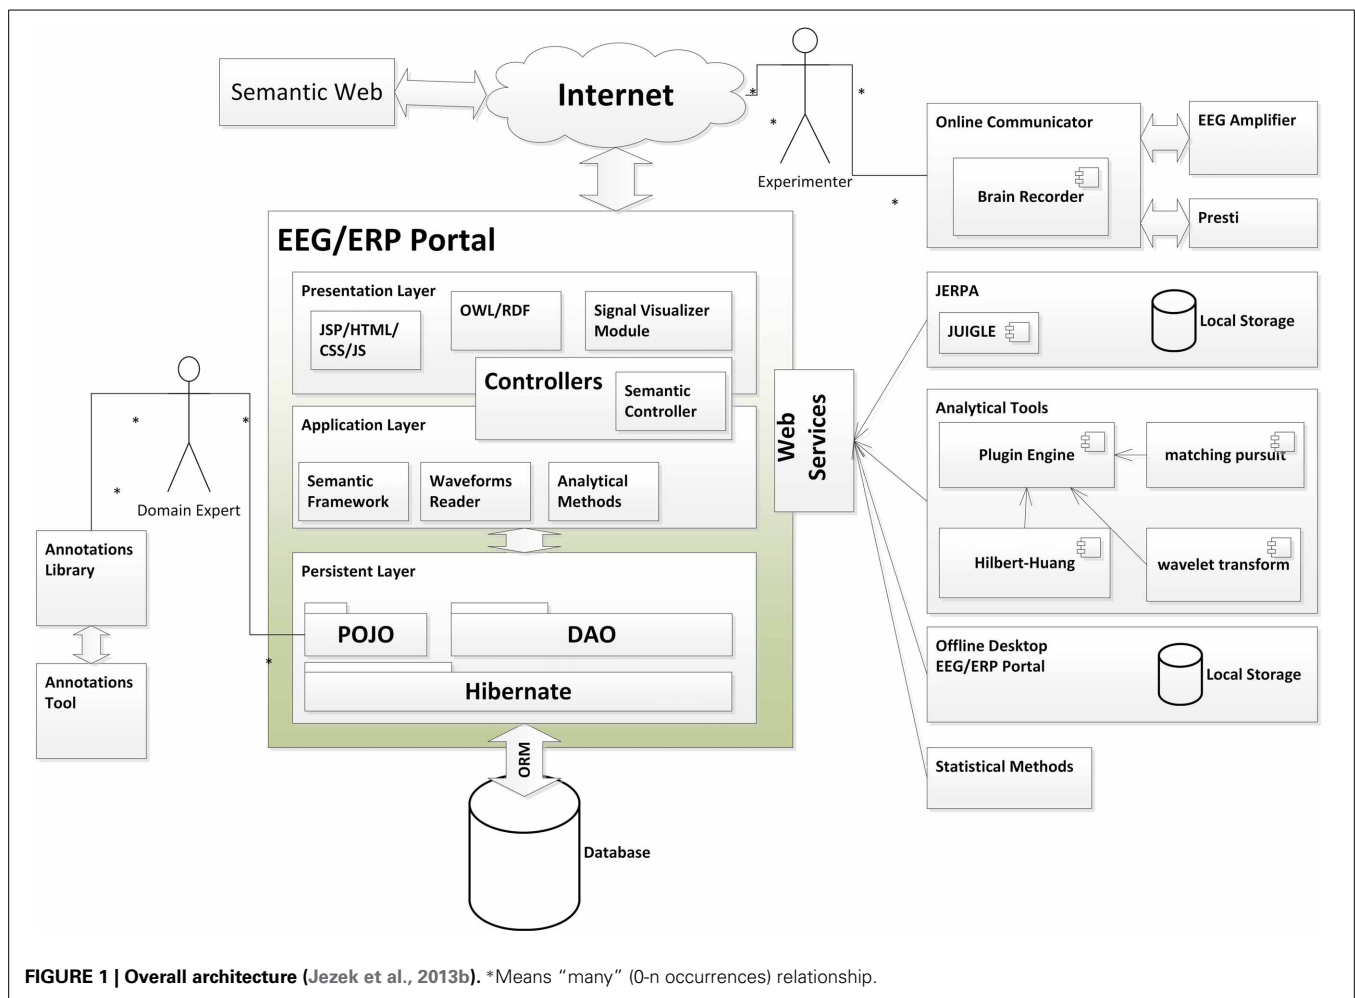 Semantic Web
Internet
*
*
*
Experimenter
*
Online Communicator
Brain Recorder
EEG Amplifier
Presti
EEG/ERP Portal
Presentation Layer
JSP/HTML/
CSS/JS
OWL/RDF
Signal Visualizer
Module
Controllers
Semantic
Controller
Application Layer
Semantic
Framework
Waveforms
Reader
Analytical
Methods
Persistent Layer
POJO
DAO
Hibernate
ORM
Database
Web
Services
*
*
*
Domain Expert
*
Annotations
Library
Annotations
Tool
JERPA
JUIGLE
Local Storage
Analytical Tools
Plugin Engine
matching pursuit
Hilbert-Huang
wavelet transform
Offline Desktop
EEG/ERP Portal
Local Storage
Statistical Methods
FIGURE 1 | Overall architecture (Jezek et al., 2013b). *Means “many” (0-n occurrences) relationship.